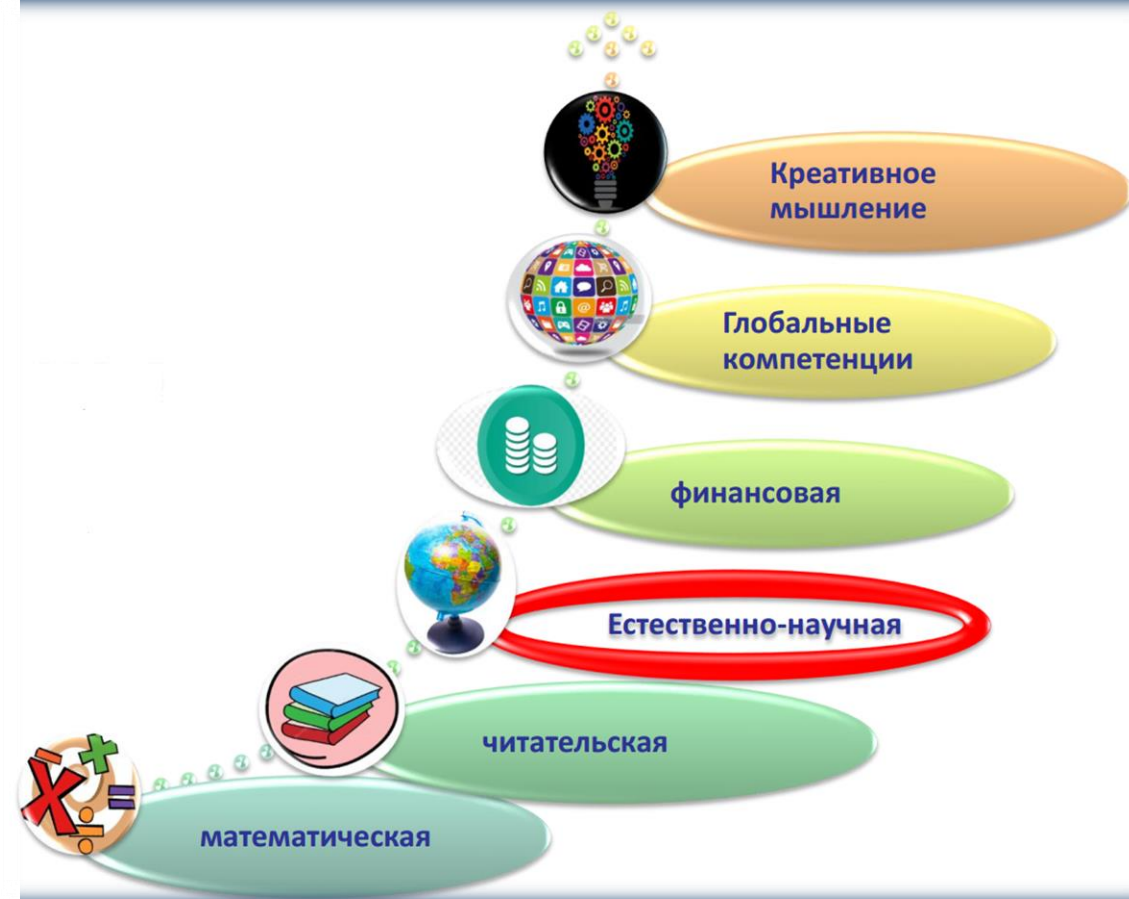 Креативное
мышление
Глобальные
компетенции
финансовая
Естественно-научная
читательская
математическая